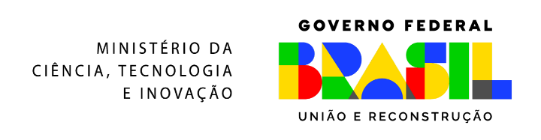 MINISTÉRIO DA
CIÊNCIA, TECNOLOGIA
E INOVAÇÃO
GOVERNO FEDERAL
BRASIL
UNIÃO E RECONSTRUÇÃO